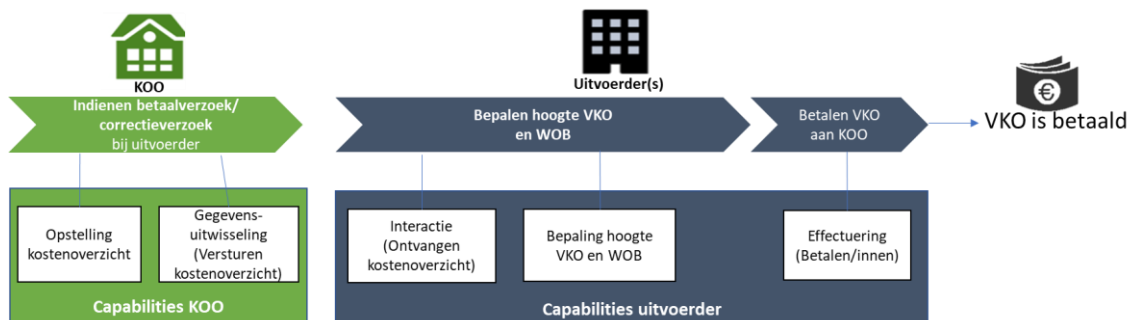 KOO
Indienen betaalverzoek/
correctieverzoek
bij uitvoerder
Uitvoerder(s)
Bepalen hoogte VKO
en WOB
Betalen VKO
aan KOO
€
VKO is betaald
Opstelling
kostenoverzicht
Gegevens-
uitwisseling
(Versturen
kostenoverzicht)
Capabilities KOO
Interactie
(Ontvangen
kostenoverzicht)
Bepaling hoogte
VKO en WOB
Effectuering
(Betalen/innen)
Capabilities uitvoerder